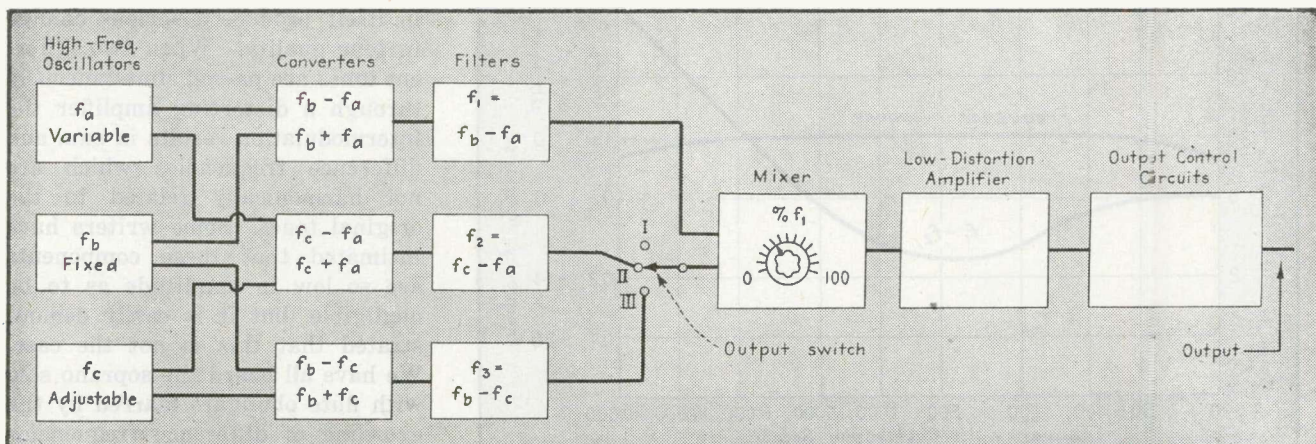 High-Freq.
Oscillators
Converters
Filters
f_a
Variable
f_b
Fixed
f_c
Adjustable
f_b – f_a
f_b + f_a
f_c – f_a
f_c + f_a
f_b – f_c
f_b + f_c
f_1 =
f_b – f_a
f_2 =
f_c – f_a
f_3 =
f_b – f_c
I
II
III
Output switch
Mixer
% f_1
0
100
Low-Distortion
Amplifier
Output Control
Circuits
Output